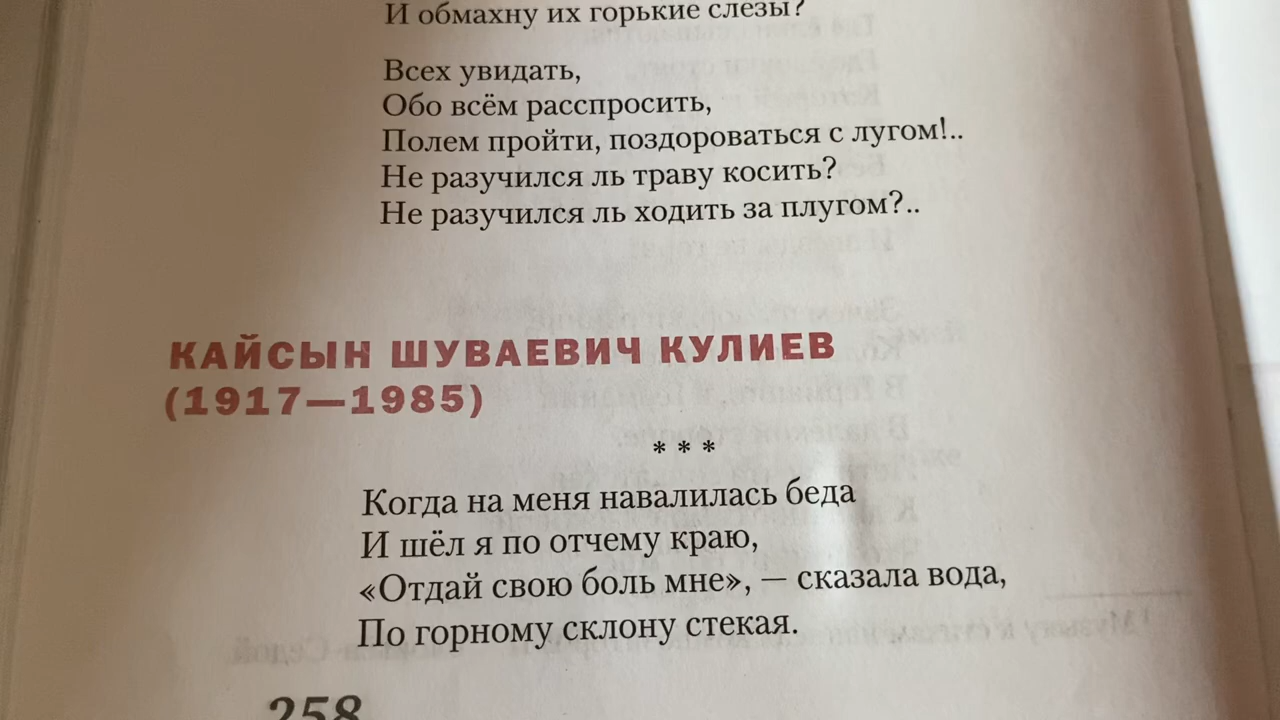 И обмахну их горькие слезы?
Всех увидать,
Обо всём расспросить,
Полем пройти, поздороваться с лугом!..
Не разучился ль траву косить?
Не разучился ль ходить за плугом?..
КАЙСЫН ШУВАЕВИЧ КУЛИЕВ
(1917—1985)
* * *
Когда на меня навалилась беда
И шёл я по отчему краю,
«Отдай свою боль мне», — сказала вода,
По горному склону стекая.
258